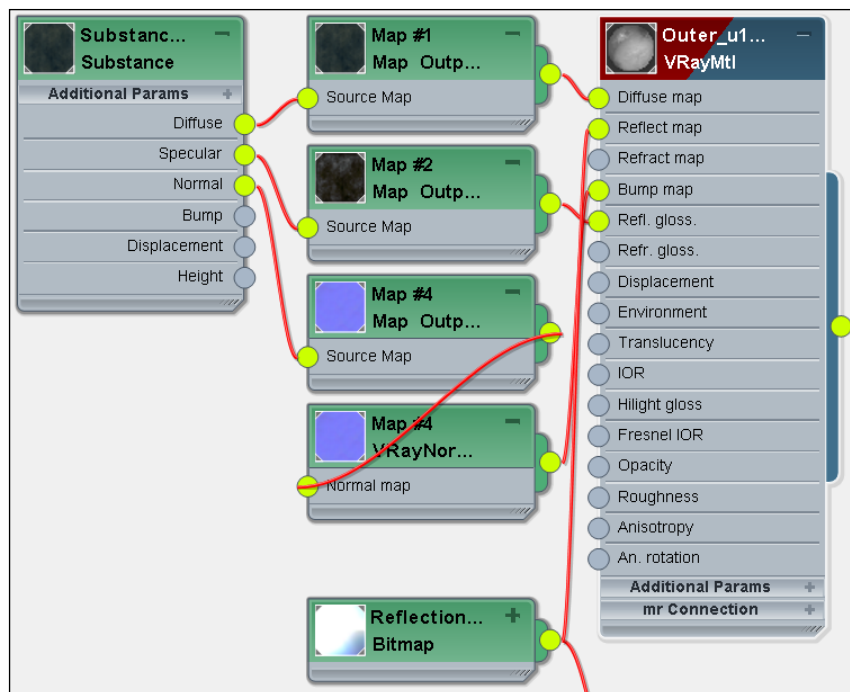 Substanc...
Substance
Additional Params
Diffuse
Specular
Normal
Bump
Displacement
Height
Map #1
Map Outp...
Source Map
Map #2
Map Outp...
Source Map
Map #4
Map Outp...
Source Map
Map #4
VRayNor...
Normal map
Reflection...
Bitmap
Outer_u1...
VRayMtl
Diffuse map
Reflect map
Refract map
Bump map
Refl. gloss.
Refr. gloss.
Displacement
Environment
Translucency
IOR
Hilight gloss
Fresnel IOR
Opacity
Roughness
Anisotropy
An. rotation
Additional Params
mr Connection